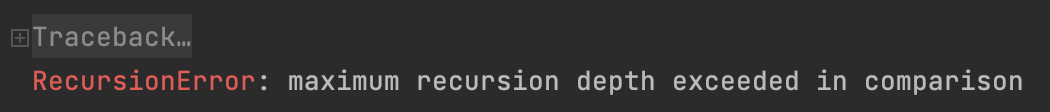 Traceback…
RecursionError: maximum recursion depth exceeded in comparison